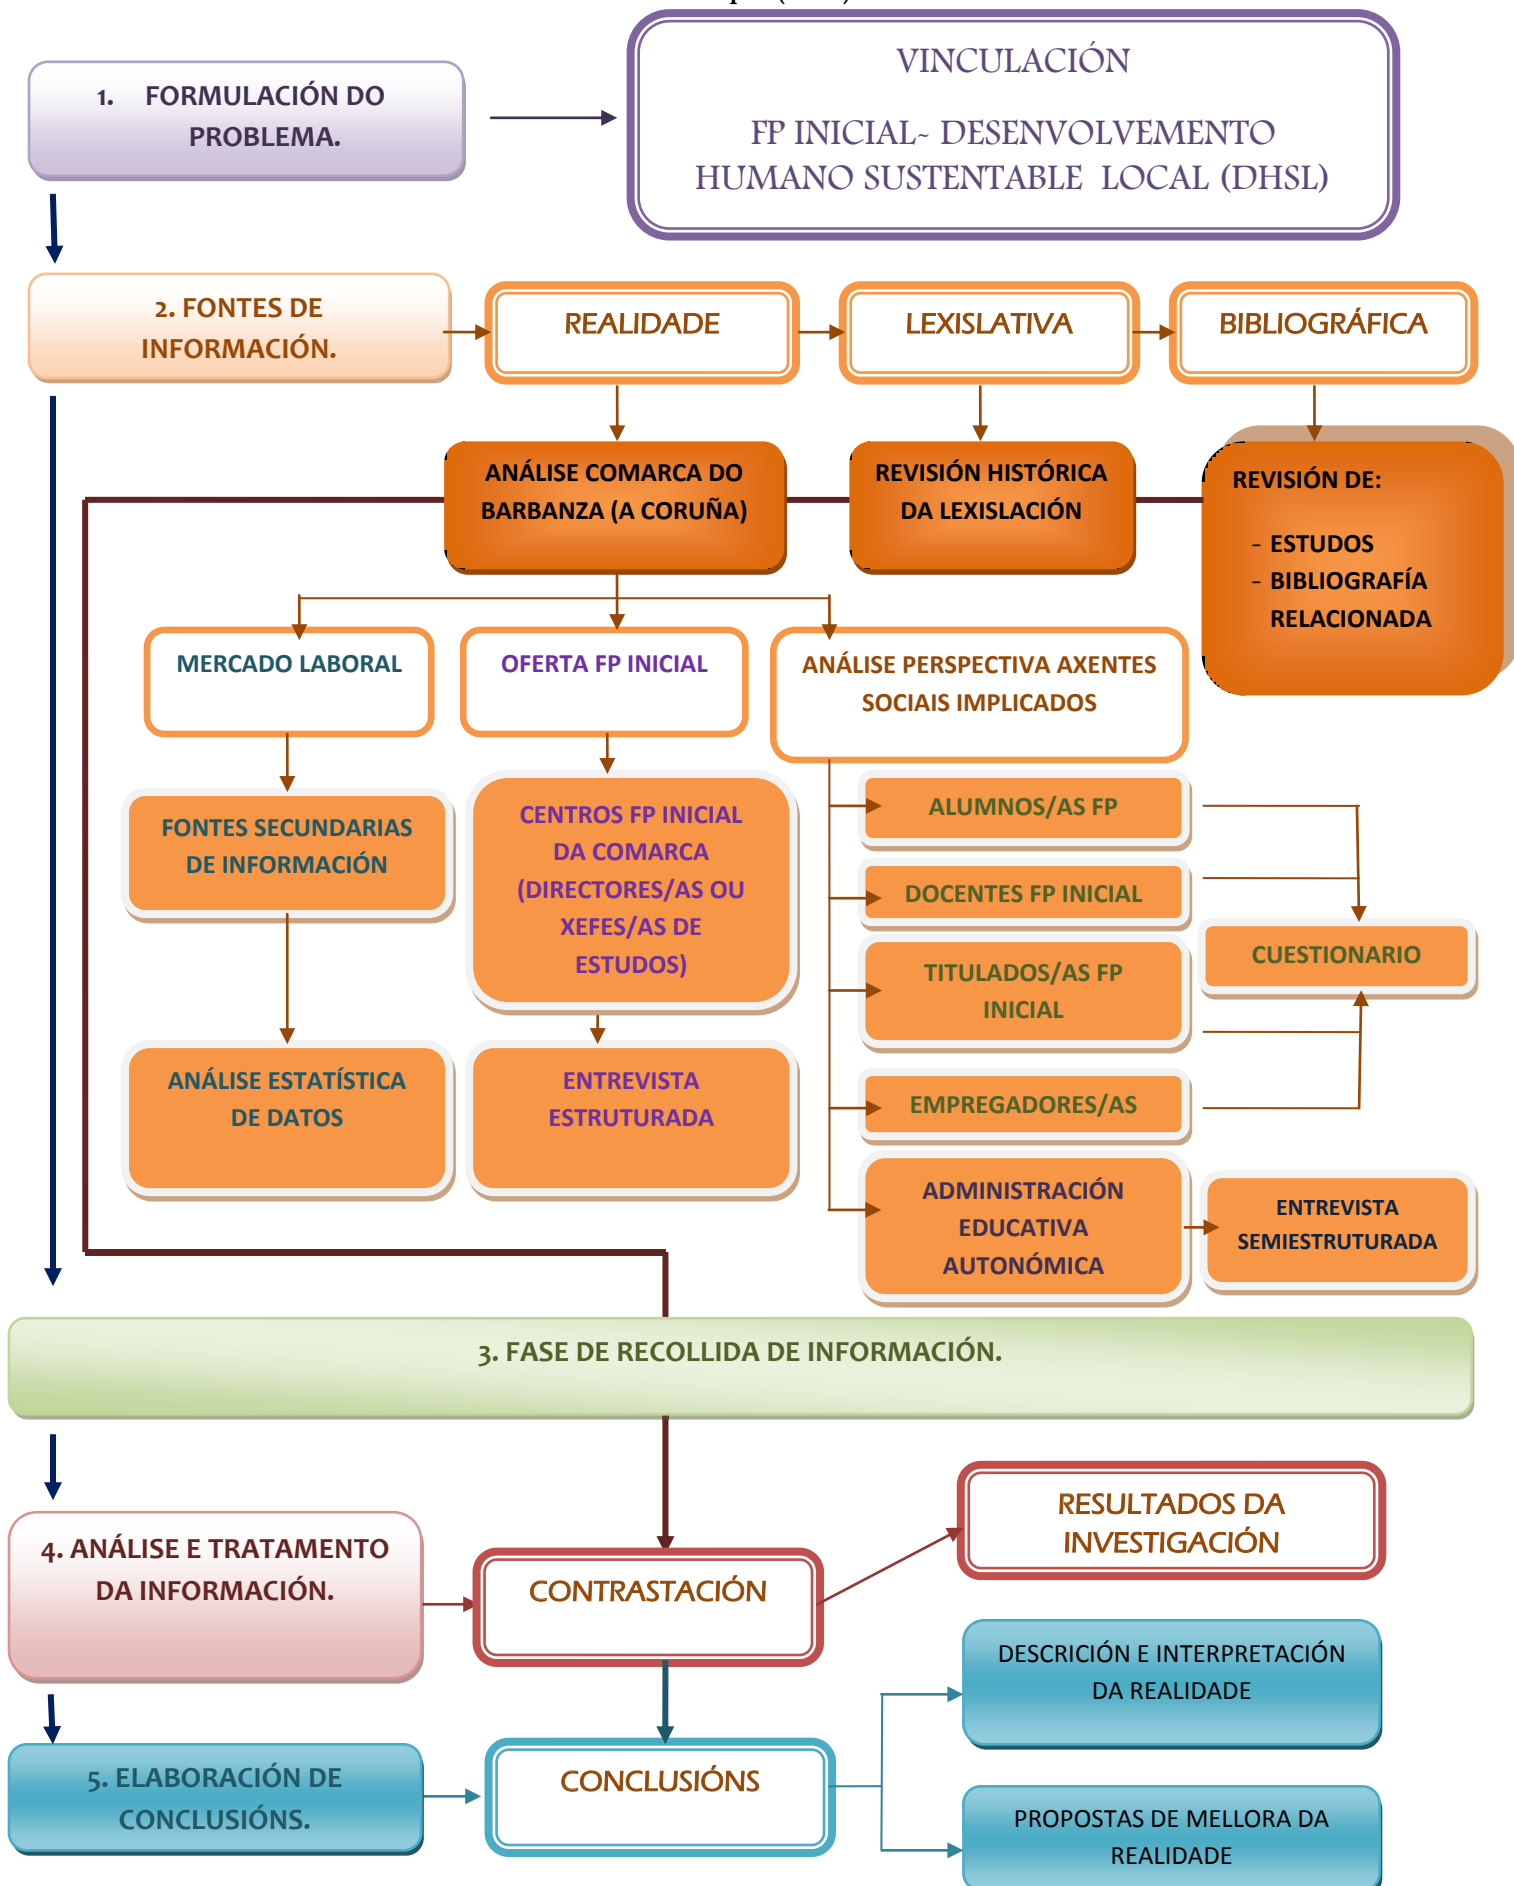 1. FORMULACIÓN DO
PROBLEMA.
VINCULACIÓN
FP INICIAL- DESENVOLVEMENTO
HUMANO SUSTENTABLE LOCAL (DHSL)
2. FONTES DE
INFORMACIÓN.
REALIDADE
LEXISLATIVA
BIBLIOGRÁFICA
ANÁLISE COMARCA DO
BARBANZA (A CORUÑA)
REVISIÓN HISTÓRICA
DA LEXISLACIÓN
REVISIÓN DE:
- ESTUDOS
- BIBLIOGRAFÍA
RELACIONADA
MERCADO LABORAL
OFERTA FP INICIAL
ANÁLISE PERSPECTIVA AXENTES
SOCIAIS IMPLICADOS
FONTES SECUNDARIAS
DE INFORMACIÓN
CENTROS FP INICIAL
DA COMARCA
(DIRECTORES/AS OU
XEFES/AS DE
ESTUDOS)
ALUMNOS/AS FP
DOCENTES FP INICIAL
TITULADOS/AS FP
INICIAL
EMPREGADORES/AS
CUESTIONARIO
ANÁLISE ESTATÍSTICA
DE DATOS
ENTREVISTA
ESTRUTURADA
ADMINISTRACIÓN
EDUCATIVA
AUTONÓMICA
ENTREVISTA
SEMIESTRUTURADA
3. FASE DE RECOLLIDA DE INFORMACIÓN.
4. ANÁLISE E TRATAMENTO
DA INFORMACIÓN.
CONTRASTACIÓN
RESULTADOS DA
INVESTIGACIÓN
5. ELABORACIÓN DE
CONCLUSIÓNS.
CONCLUSIÓNS
DESCRICIÓN E INTERPRETACIÓN
DA REALIDADE
PROPOSTAS DE MELLORA DA
REALIDADE